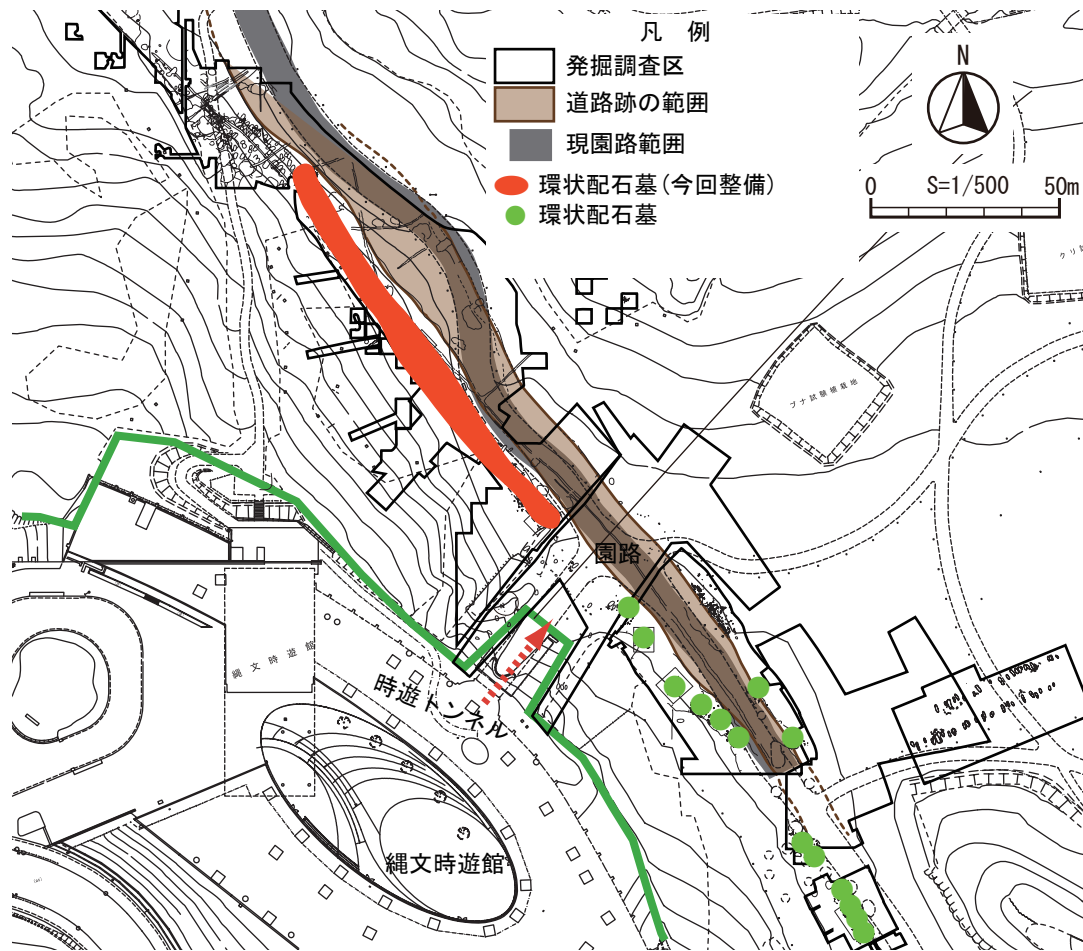 凡 例
発掘調査区
道路跡の範囲
現園路範囲
環状配石墓(今回整備)
環状配石墓
N
0 S=1/500 50m
クリ
ブナ試験植栽地
園路
縄文時遊館
時遊トンネル
縄文時遊館